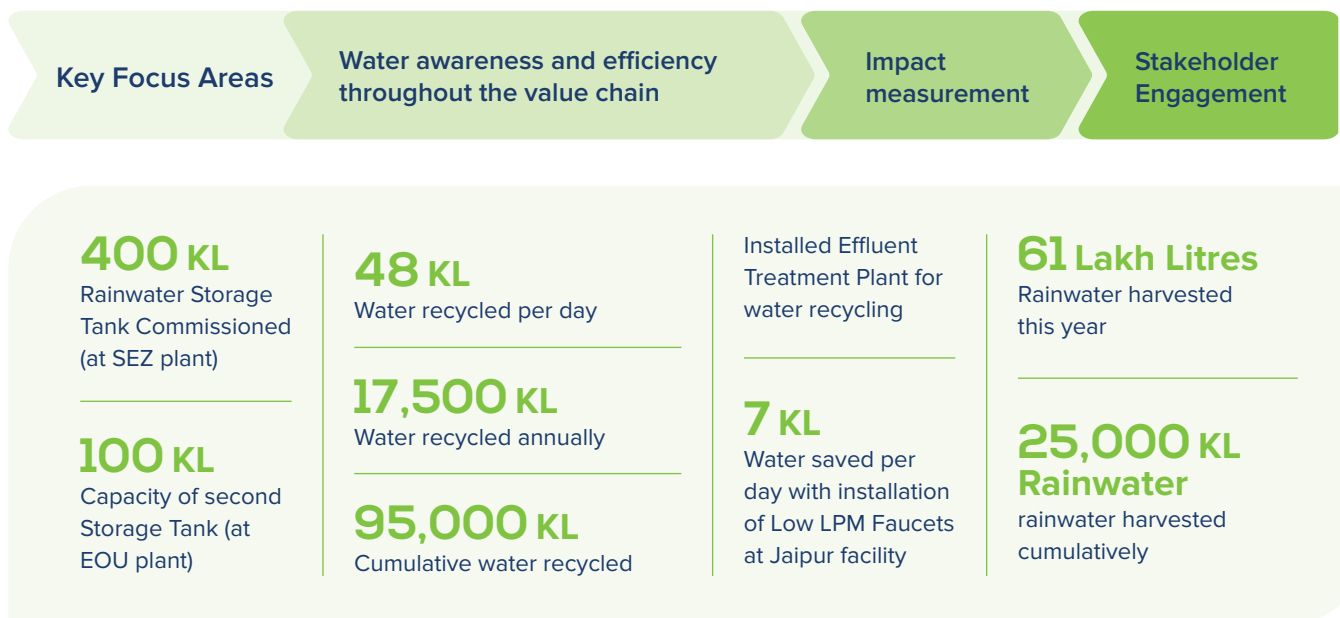 Key Focus Areas
Water awareness and efficiency
throughout the value chain
Impact
measurement
Stakeholder
Engagement
400 KL
Rainwater Storage
Tank Commissioned
(at SEZ plant)
100 KL
Capacity of second
Storage Tank (at
EOU plant)
48 KL
Water recycled per day
17,500 KL
Water recycled annually
95,000 KL
Cumulative water recycled
Installed Effluent
Treatment Plant for
water recycling
7 KL
Water saved per
day with installation
of Low LPM Faucets
at Jaipur facility
61 Lakh Litres
Rainwater harvested
this year
25,000 KL
Rainwater
rainwater harvested
cumulatively